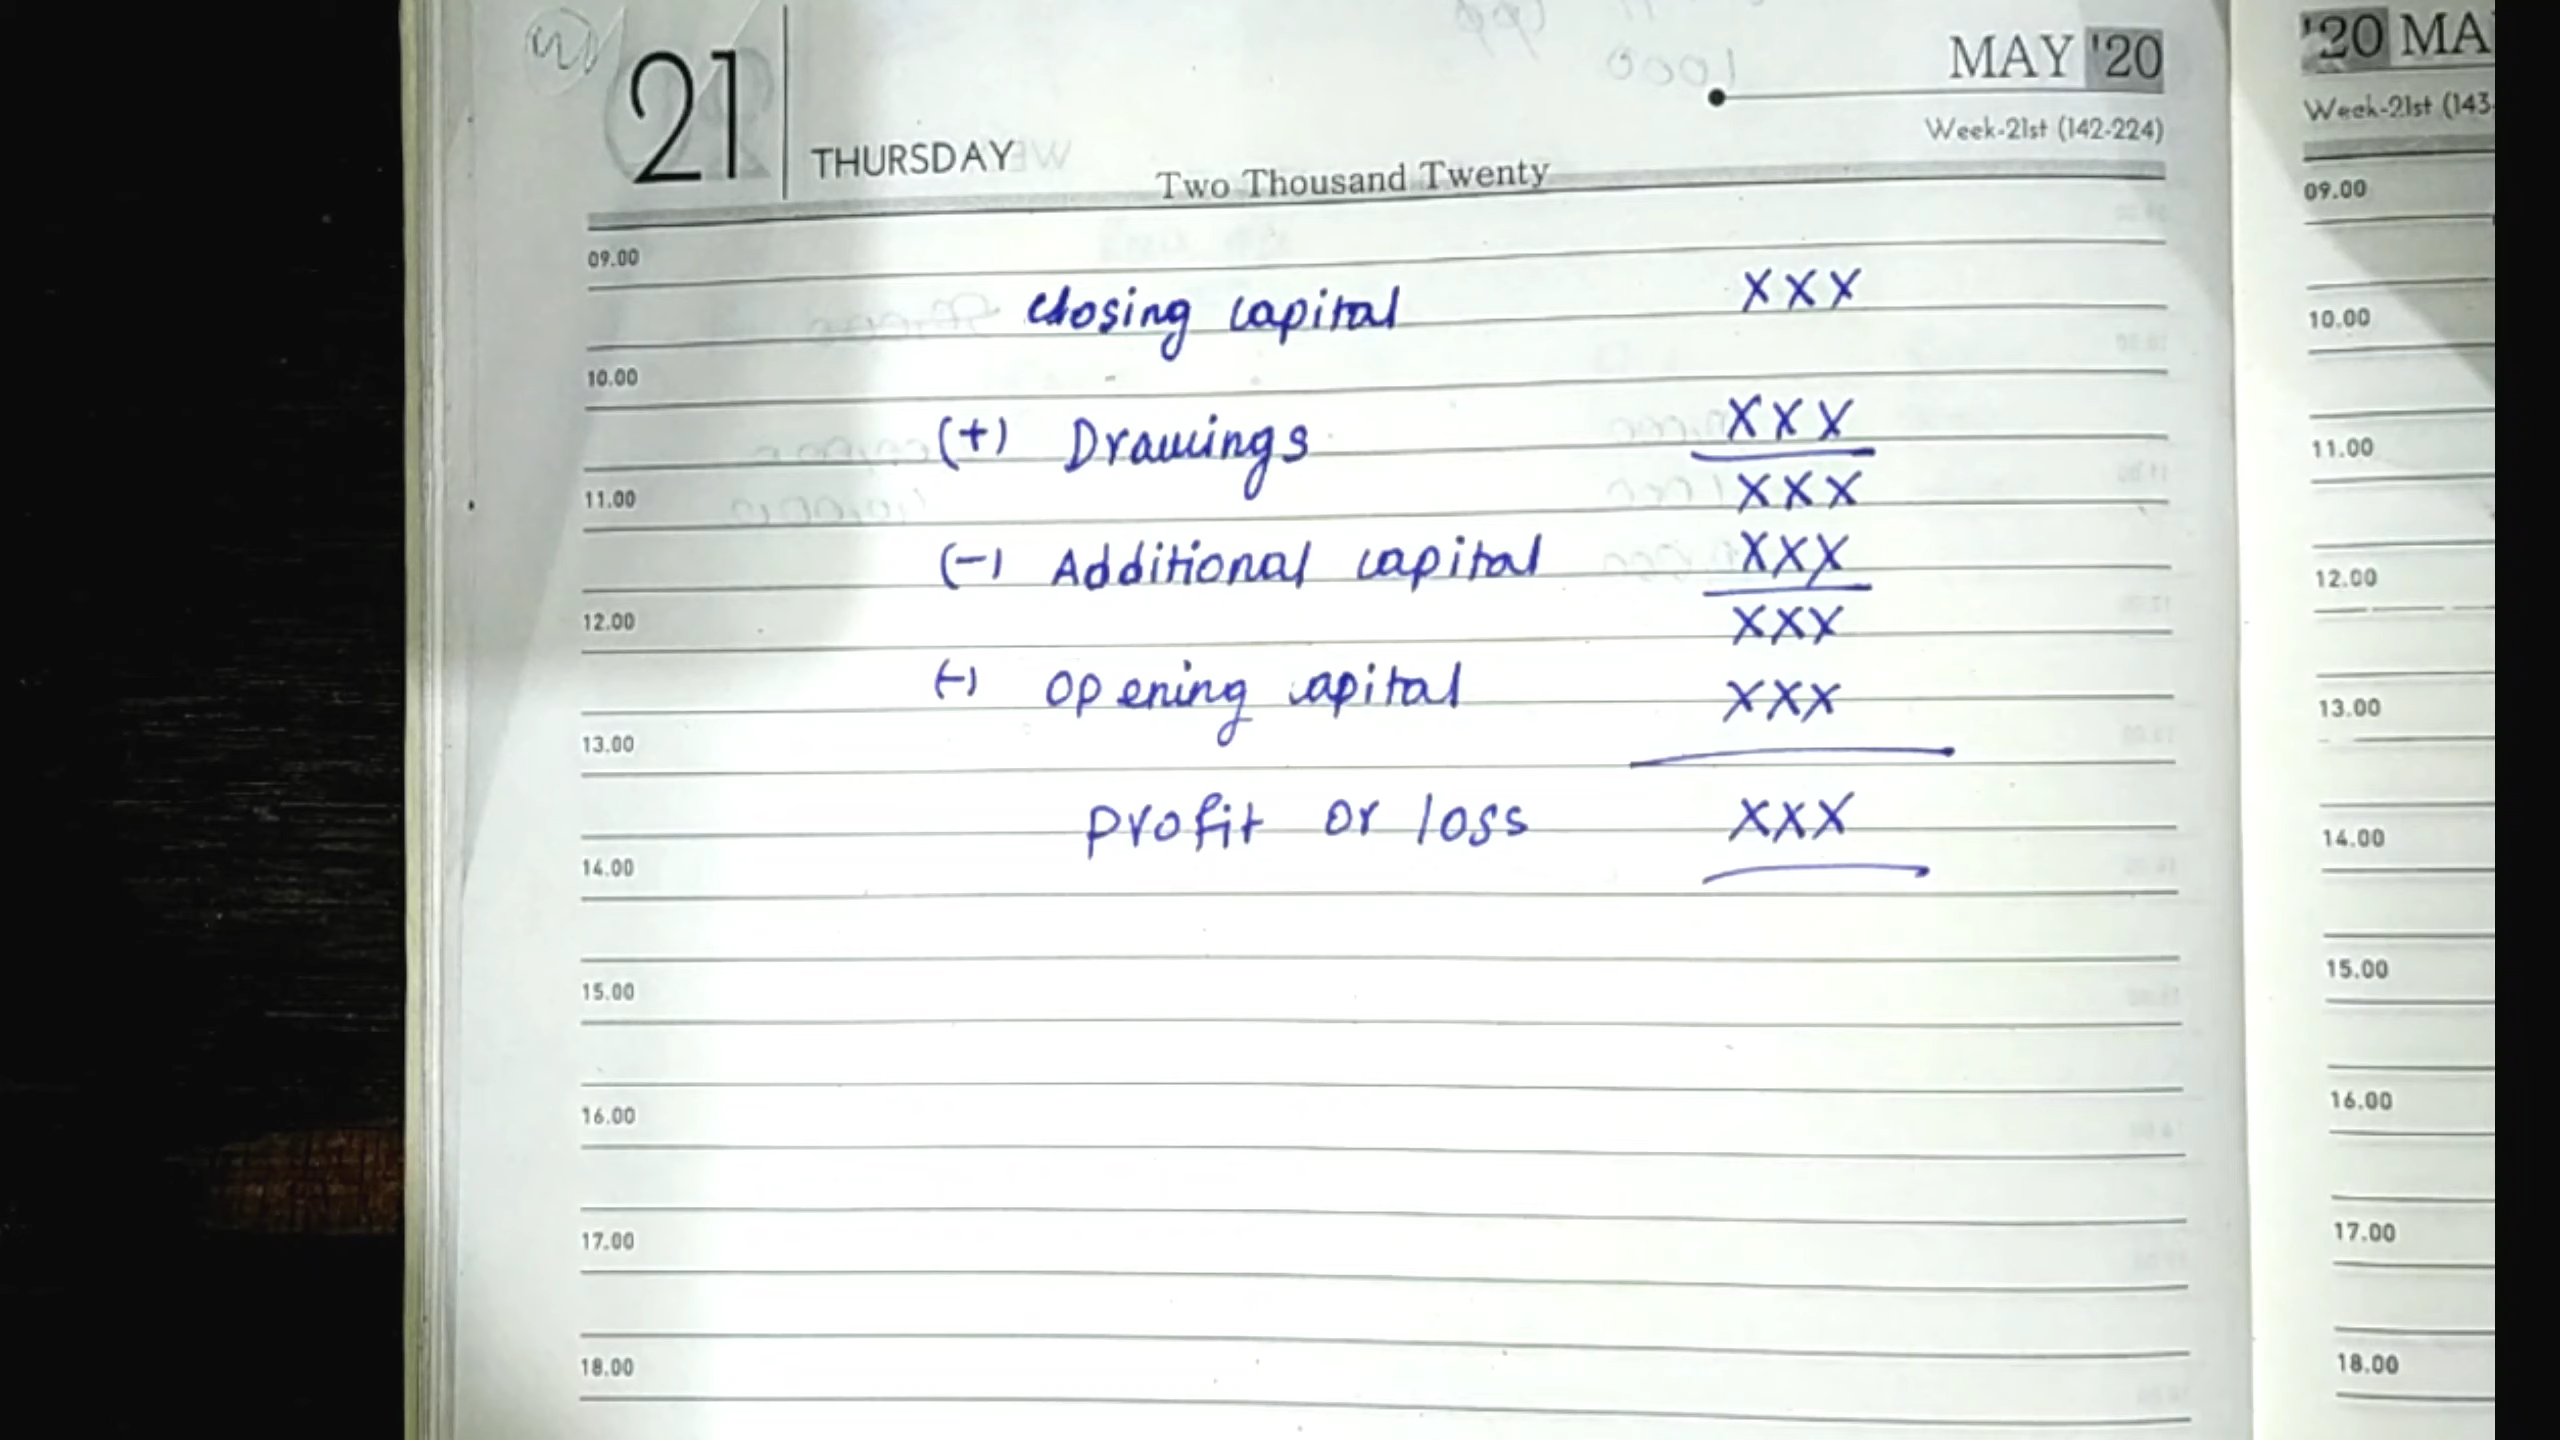 21
THURSDAY
Two Thousand Twenty
MAY '20
Week-21st (142-224)
09.00
closing capital XXX
10.00
(+) Drawings XXX
11.00 XXX
(-) Additional capital XXX
12.00 XXX
(-) opening capital XXX
13.00
profit or loss XXX
14.00
15.00
16.00
17.00
18.00
'20 MA
Week-21st (143-
09.00
10.00
11.00
12.00
13.00
14.00
15.00
16.00
17.00
18.00